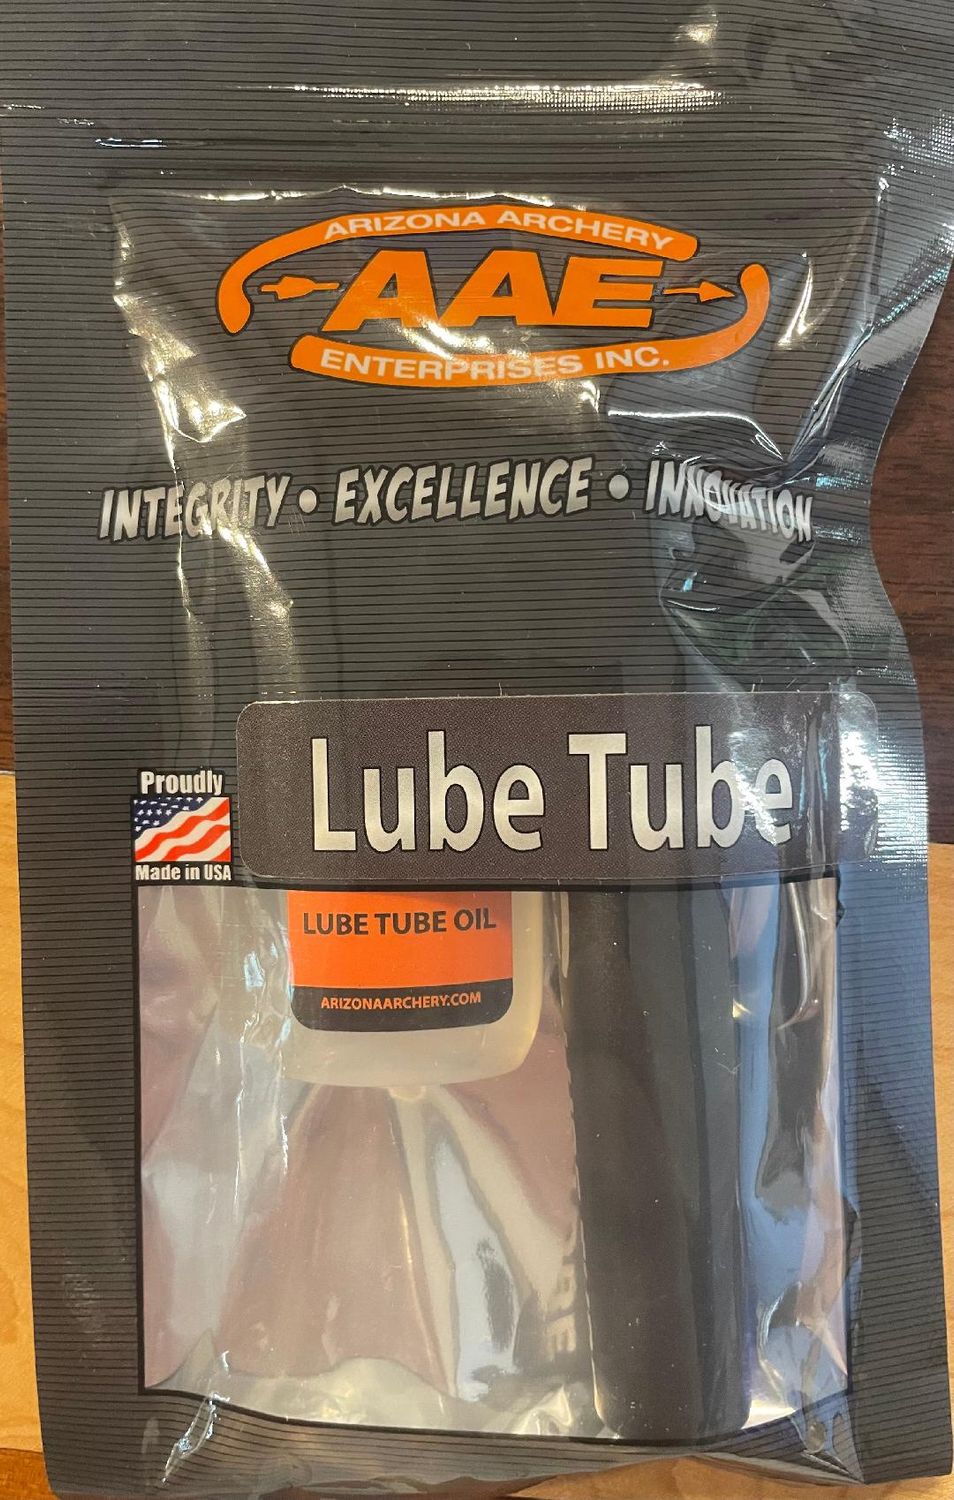 ARIZONA ARCHERY
AAE
ENTERPRISES INC.
INTEGRITY • EXCELLENCE • INNOVATION
Lube Tube
Proudly
Made in USA
LUBE TUBE OIL
ARIZONAARCHERY.COM